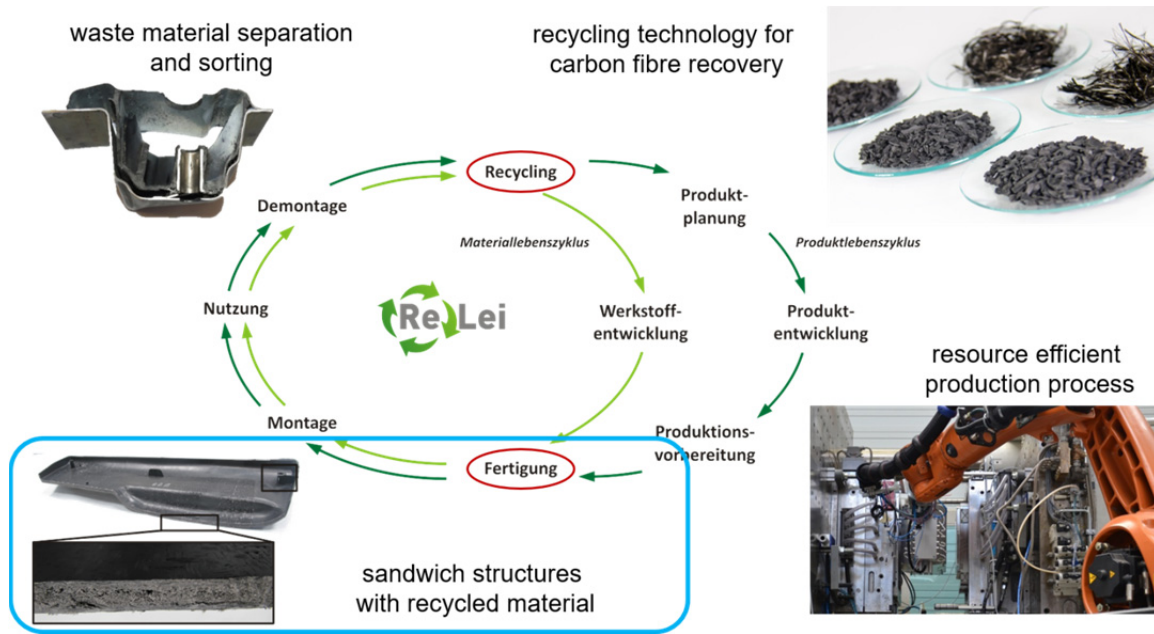 waste material separation
and sorting
recycling technology for
carbon fibre recovery
Recycling
Produkt-
planung
Demontage
Materiallebenszyklus
Produktlebenszyklus
Nutzung
ReLei
Werkstoff-
entwicklung
Produkt-
entwicklung
resource efficient
production process
Montage
Fertigung
Produktions-
vorbereitung
sandwich structures
with recycled material